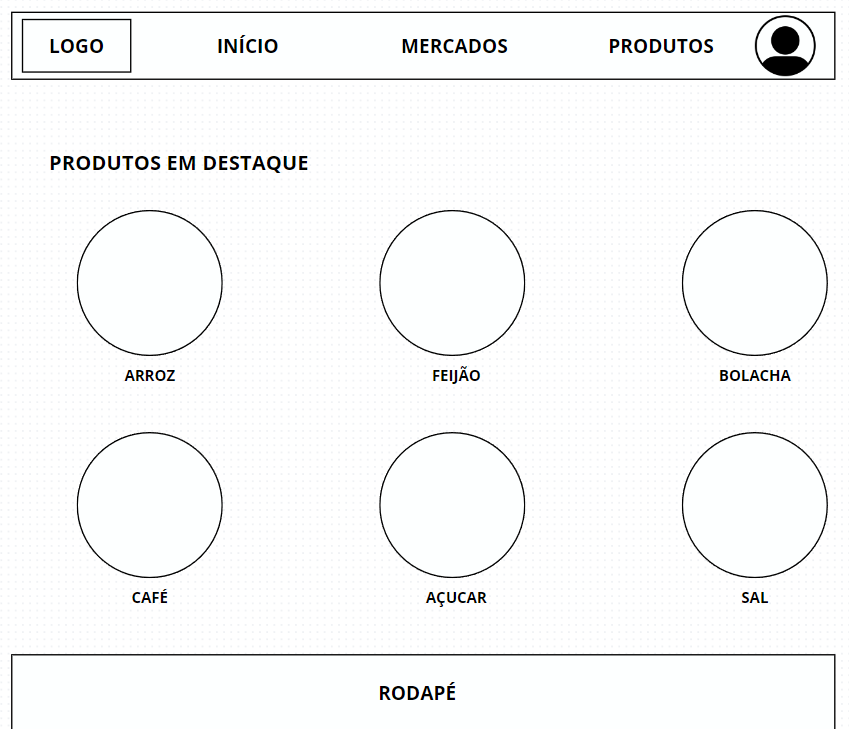 LOGO INÍCIO MERCADOS PRODUTOS
PRODUTOS EM DESTAQUE
ARROZ FEIJÃO BOLACHA
CAFÉ AÇUCAR SAL
RODAPÉ